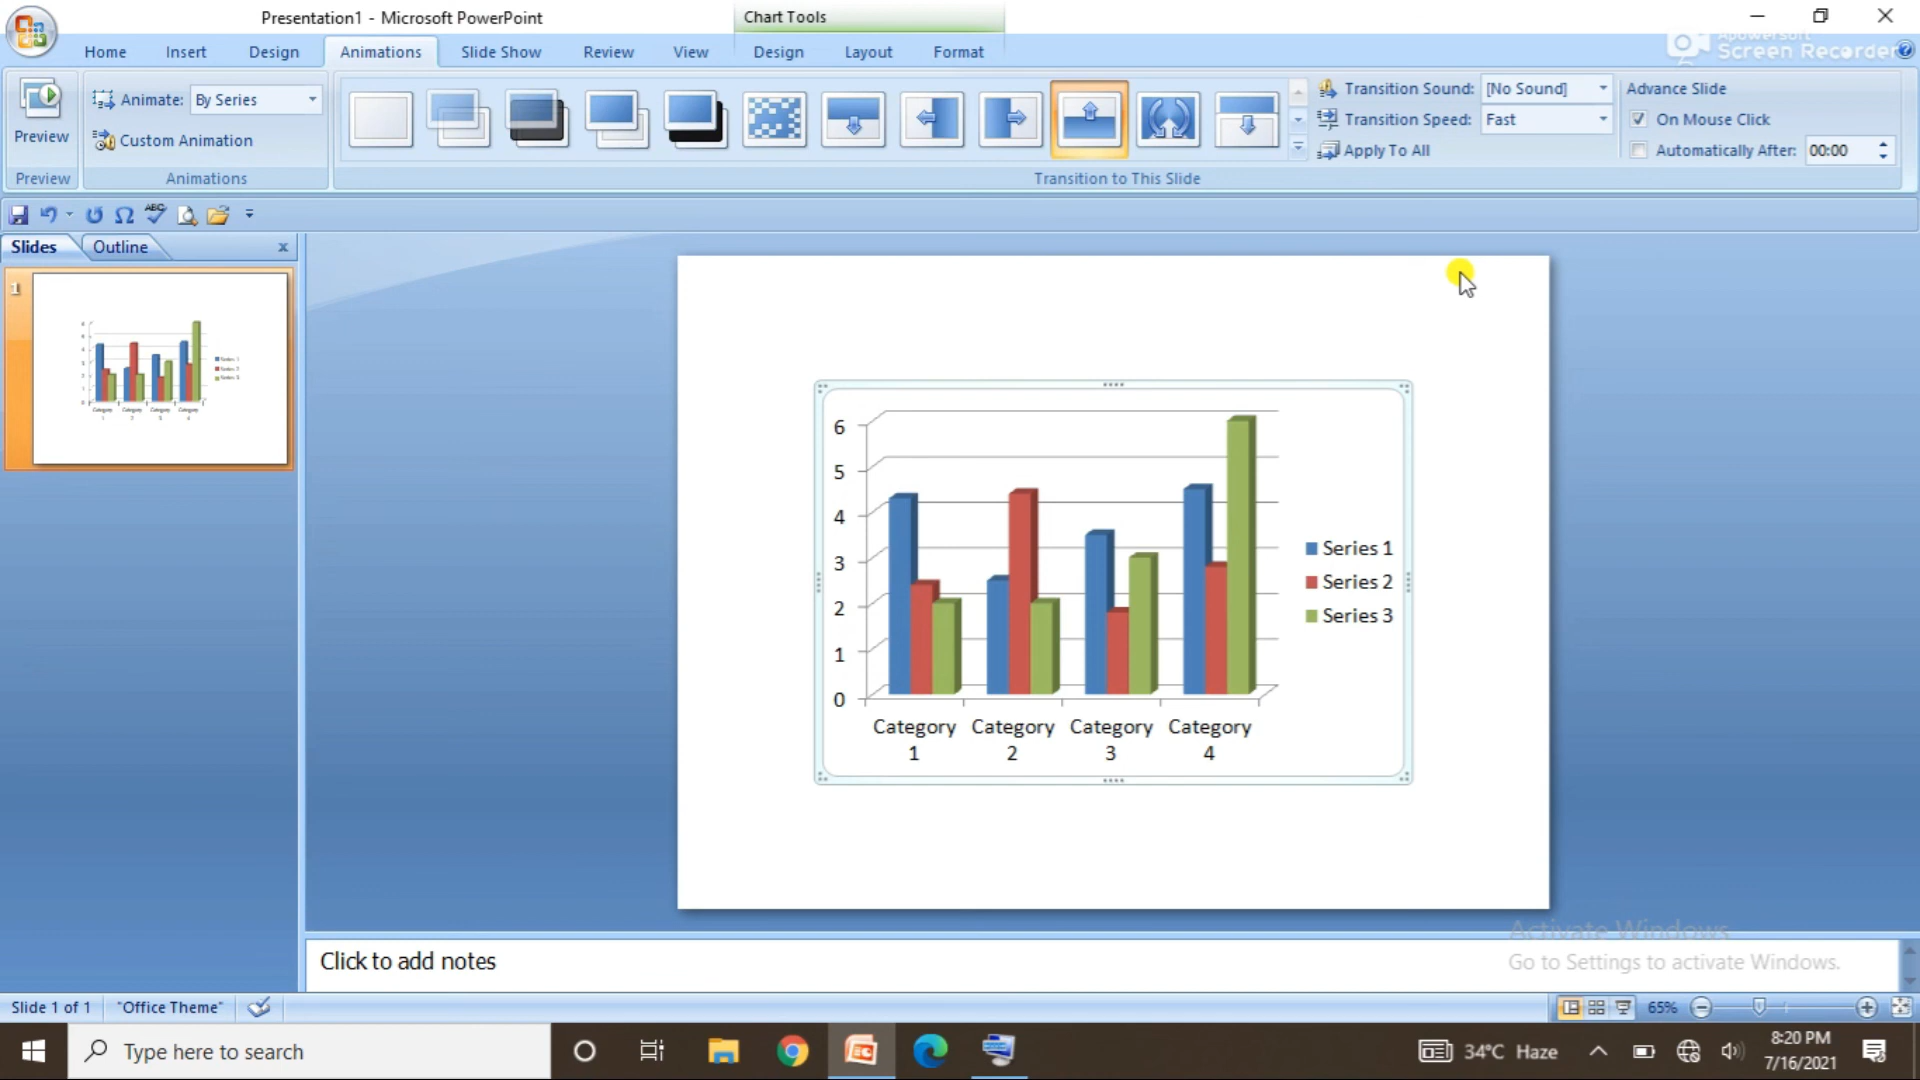 Presentation1 - Microsoft PowerPoint
Chart Tools
Apowersoft
Screen Recorder
Home Insert Design Animations Slide Show Review View Design Layout Format
Preview
Animate: By Series
Custom Animation
Transition Sound: [No Sound]
Transition Speed: Fast
Apply To All
Advance Slide
On Mouse Click
Automatically After: 00:00
Preview Animations Transition to This Slide
Ω ABC
Slides Outline
1
6
5
4
3
2
1
0
Category 1
Category 2
Category 3
Category 4
Series 1
Series 2
Series 3
Click to add notes
Activate Windows
Go to Settings to activate Windows.
Slide 1 of 1 "Office Theme" 65%
Type here to search
34°C Haze
8:20 PM
7/16/2021